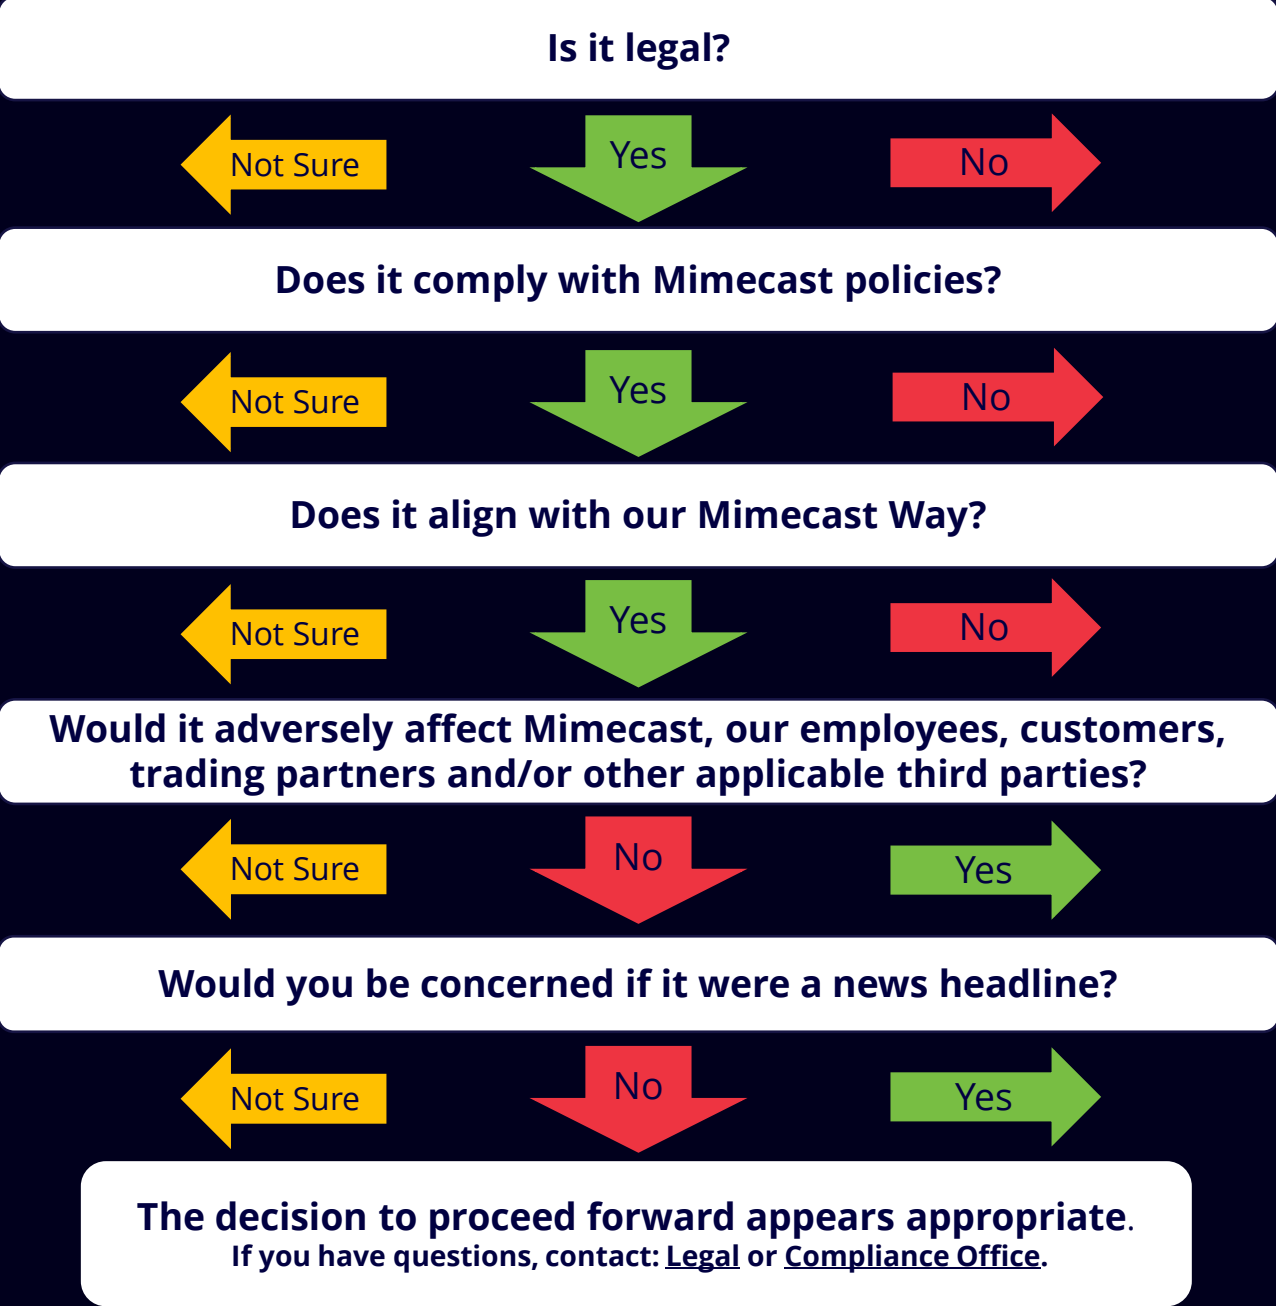 Is it legal?
Not Sure
Yes
No
Does it comply with Mimecast policies?
Not Sure
Yes
No
Does it align with our Mimecast Way?
Not Sure
Yes
No
Would it adversely affect Mimecast, our employees, customers,
trading partners and/or other applicable third parties?
Not Sure
No
Yes
Would you be concerned if it were a news headline?
Not Sure
No
Yes
The decision to proceed forward appears appropriate.
If you have questions, contact: Legal or Compliance Office.